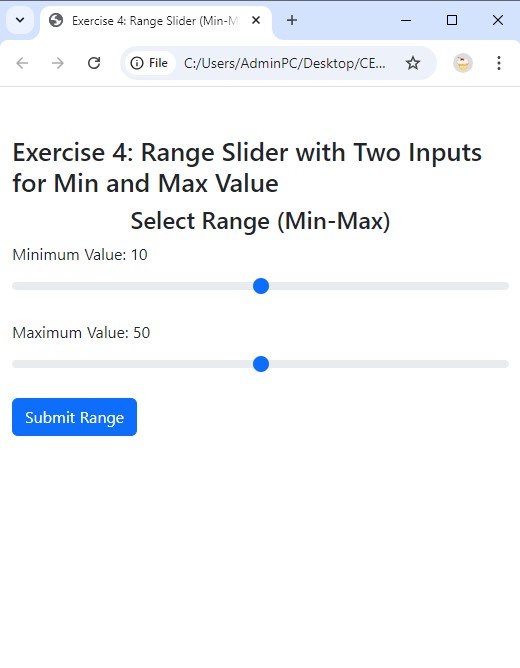 Exercise 4: Range Slider (Min-M
File
C:/Users/AdminPC/Desktop/CE...
Exercise 4: Range Slider with Two Inputs
for Min and Max Value
Select Range (Min-Max)
Minimum Value: 10
Maximum Value: 50
Submit Range